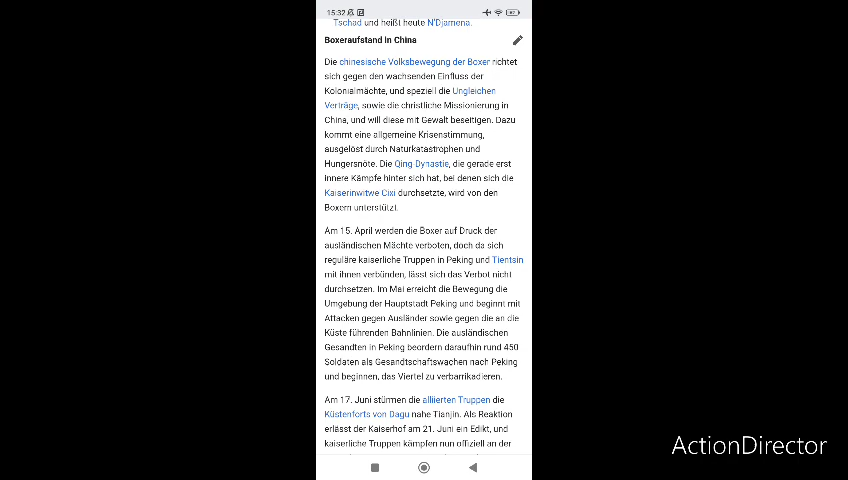 15:32
87
Tschad und heißt heute N'Djamena.
Boxeraufstand in China
Die chinesische Volksbewegung der Boxer richtet
sich gegen den wachsenden Einfluss der
Kolonialmächte, und speziell die Ungleichen
Verträge, sowie die christliche Missionierung in
China, und will diese mit Gewalt beseitigen. Dazu
kommt eine allgemeine Krisenstimmung,
ausgelöst durch Naturkatastrophen und
Hungersnöte. Die Qing-Dynastie, die gerade erst
innere Kämpfe hinter sich hat, bei denen sich die
Kaiserinwitwe Cixi durchsetzte, wird von den
Boxern unterstützt.
Am 15. April werden die Boxer auf Druck der
ausländischen Mächte verboten, doch da sich
reguläre kaiserliche Truppen in Peking und Tientsin
mit ihnen verbünden, lässt sich das Verbot nicht
durchsetzen. Im Mai erreicht die Bewegung die
Umgebung der Hauptstadt Peking und beginnt mit
Attacken gegen Ausländer sowie gegen die an die
Küste führenden Bahnlinien. Die ausländischen
Gesandten in Peking beordern daraufhin rund 450
Soldaten als Gesandtschaftswachen nach Peking
und beginnen, das Viertel zu verbarrikadieren.
Am 17. Juni stürmen die alliierten Truppen die
Küstenforts von Dagu nahe Tianjin. Als Reaktion
erlässt der Kaiserhof am 21. Juni ein Edikt, und
kaiserliche Truppen kämpfen nun offiziell an der
ActionDirector